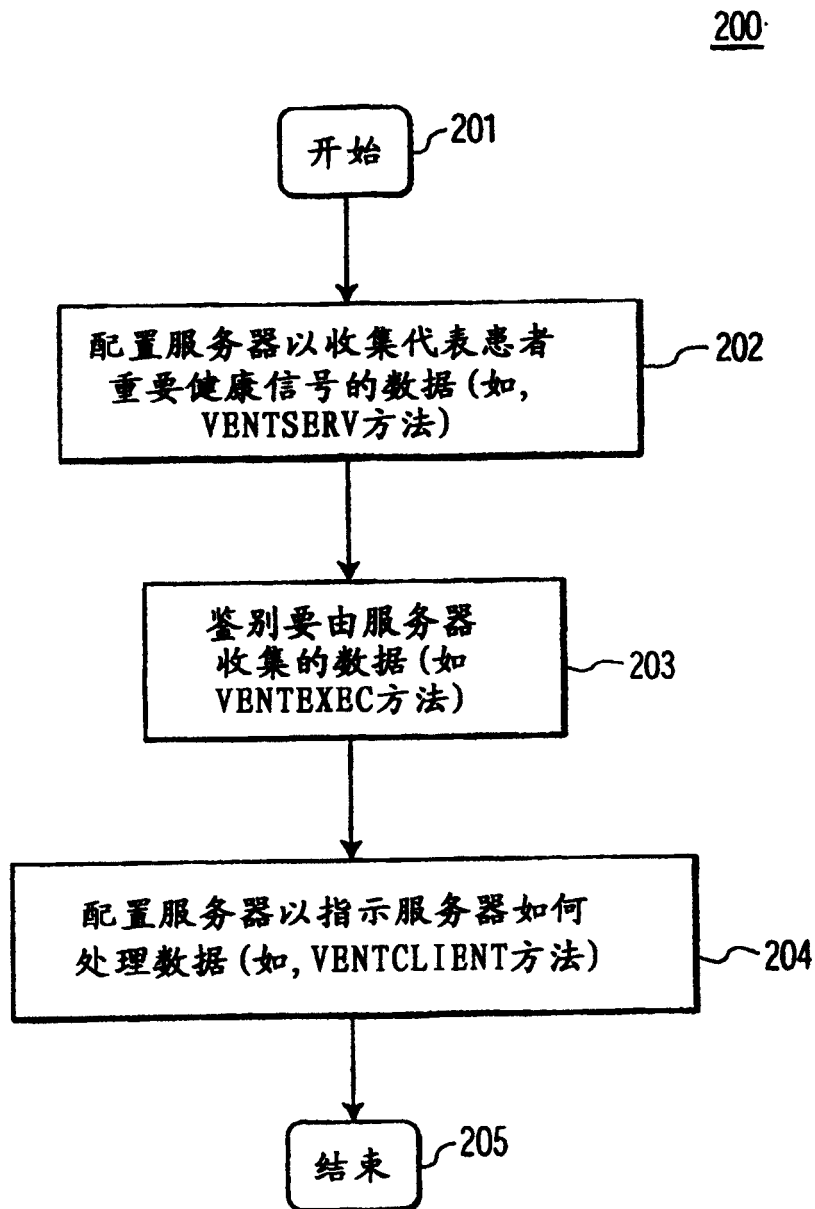 200
开始
201
配置服务器以收集代表患者
重要健康信号的数据(如,
VENTSERV方法)
202
鉴别要由服务器
收集的数据(如
VENTEXEC方法)
203
配置服务器以指示服务器如何
处理数据(如,VENTCLIENT方法)
204
结束
205